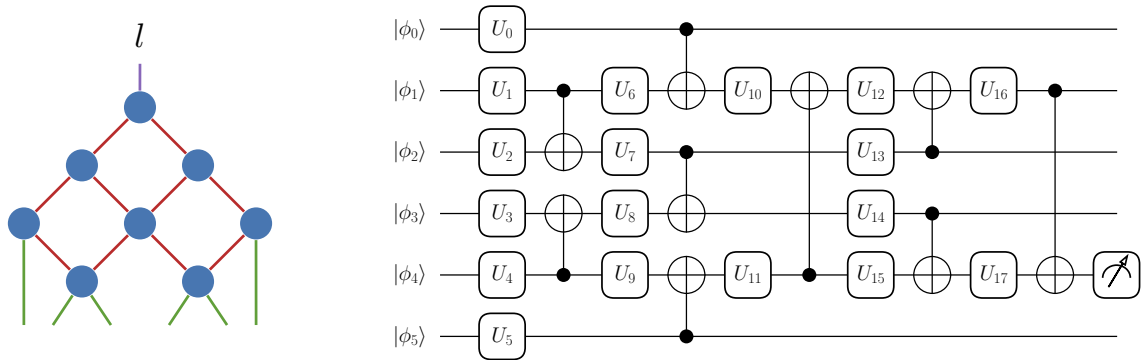 l
|ϕ₀⟩ U₀
|ϕ₁⟩ U₁ U₆ U₁₀ U₁₂ U₁₆
|ϕ₂⟩ U₂ U₇ U₁₃
|ϕ₃⟩ U₃ U₈ U₁₄
|ϕ₄⟩ U₄ U₉ U₁₁ U₁₅ U₁₇
|ϕ₅⟩ U₅